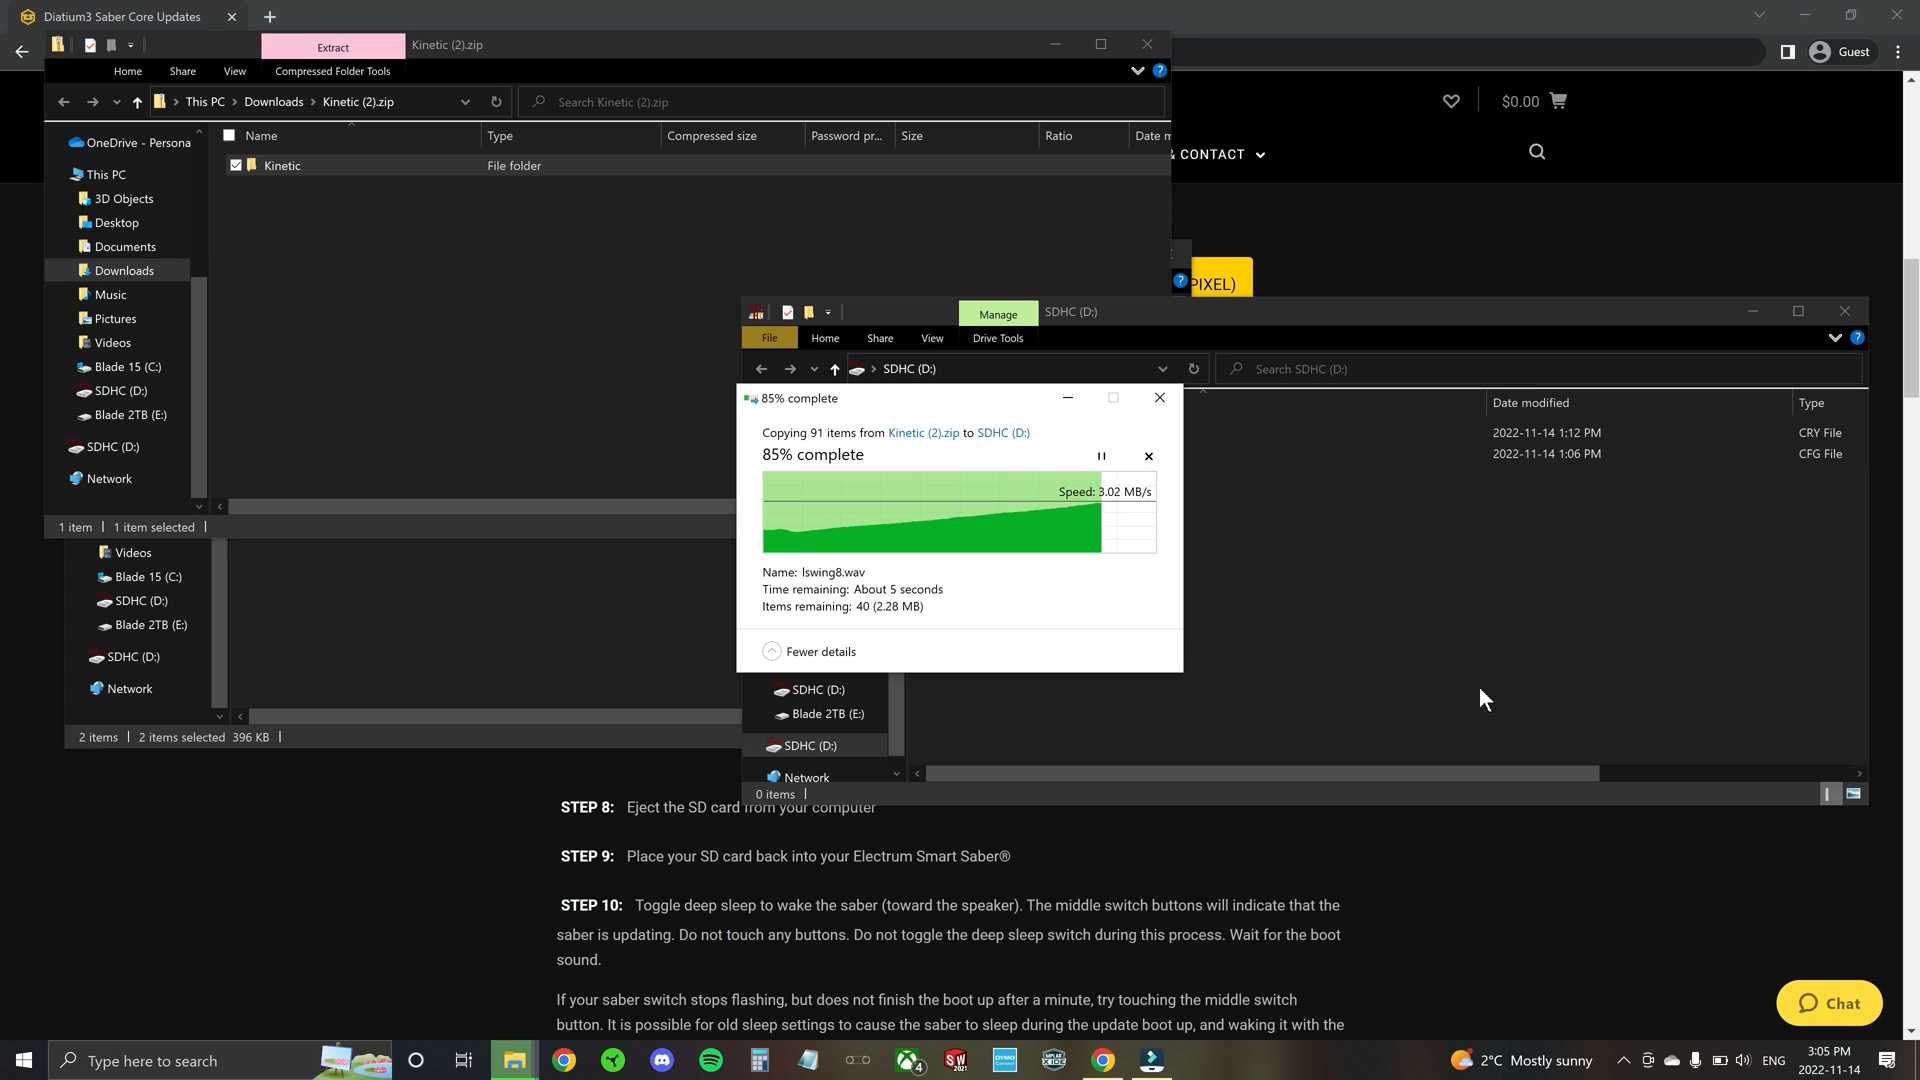 Diatium3 Saber Core Updates
Guest
Extract
Kinetic (2).zip
Home
Share
View
Compressed Folder Tools
This PC
Downloads
Kinetic (2).zip
Search Kinetic (2).zip
$0.00
CONTACT
Name
Type
Compressed size
Password pr...
Size
Ratio
Kinetic
File folder
OneDrive - Persona
This PC
3D Objects
Desktop
Documents
Downloads
Music
Pictures
Videos
Blade 15 (C:)
SDHC (D:)
Blade 2TB (E:)
SDHC (D:)
Network
1 item
1 item selected
PIXEL)
Manage
SDHC (D:)
File
Home
Share
View
Drive Tools
SDHC (D:)
Search SDHC (D:)
Date modified
Type
2022-11-14 1:12 PM
CRY File
2022-11-14 1:06 PM
CFG File
85% complete
Copying 91 items from Kinetic (2).zip to SDHC (D:)
85% complete
Speed: 3.02 MB/s
Name: lswing8.wav
Time remaining: About 5 seconds
Items remaining: 40 (2.28 MB)
Fewer details
Videos
Blade 15 (C:)
SDHC (D:)
Blade 2TB (E:)
SDHC (D:)
Network
2 items
2 items selected 396 KB
SDHC (D:)
Blade 2TB (E:)
SDHC (D:)
Network
0 items
STEP 8: Eject the SD card from your computer
STEP 9: Place your SD card back into your Electrum Smart Saber®
STEP 10: Toggle deep sleep to wake the saber (toward the speaker). The middle switch buttons will indicate that the
saber is updating. Do not touch any buttons. Do not toggle the deep sleep switch during this process. Wait for the boot
sound.
If your saber switch stops flashing, but does not finish the boot up after a minute, try touching the middle switch
button. It is possible for old sleep settings to cause the saber to sleep during the update boot up, and waking it with the
Chat
Type here to search
2°C Mostly sunny
ENG
3:05 PM
2022-11-14